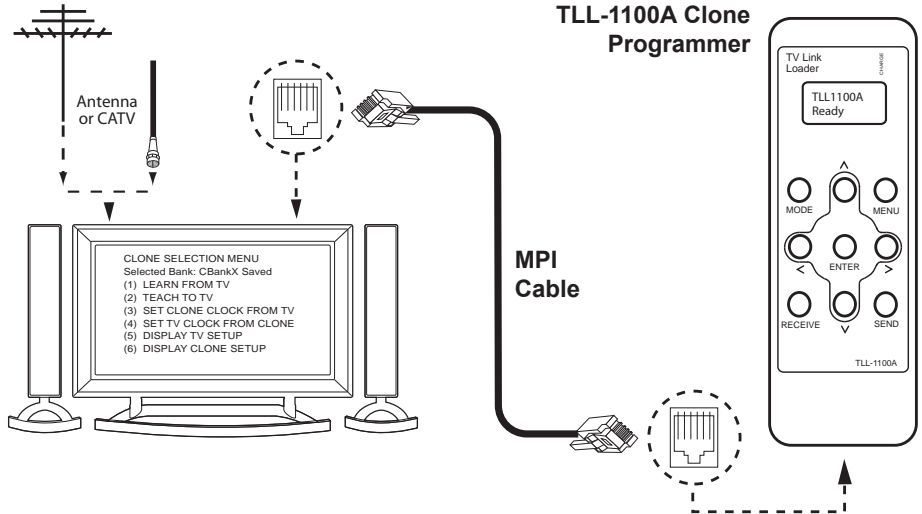 TLL-1100A Clone
Programmer
Antenna
or CATV
TV Link
Loader
CHARGE
TLL1100A
Ready
MODE
MENU
ENTER
<
>
RECEIVE
SEND
TLL-1100A
MPI
Cable
CLONE SELECTION MENU
Selected Bank: CBankX Saved
(1) LEARN FROM TV
(2) TEACH TO TV
(3) SET CLONE CLOCK FROM TV
(4) SET TV CLOCK FROM CLONE
(5) DISPLAY TV SETUP
(6) DISPLAY CLONE SETUP